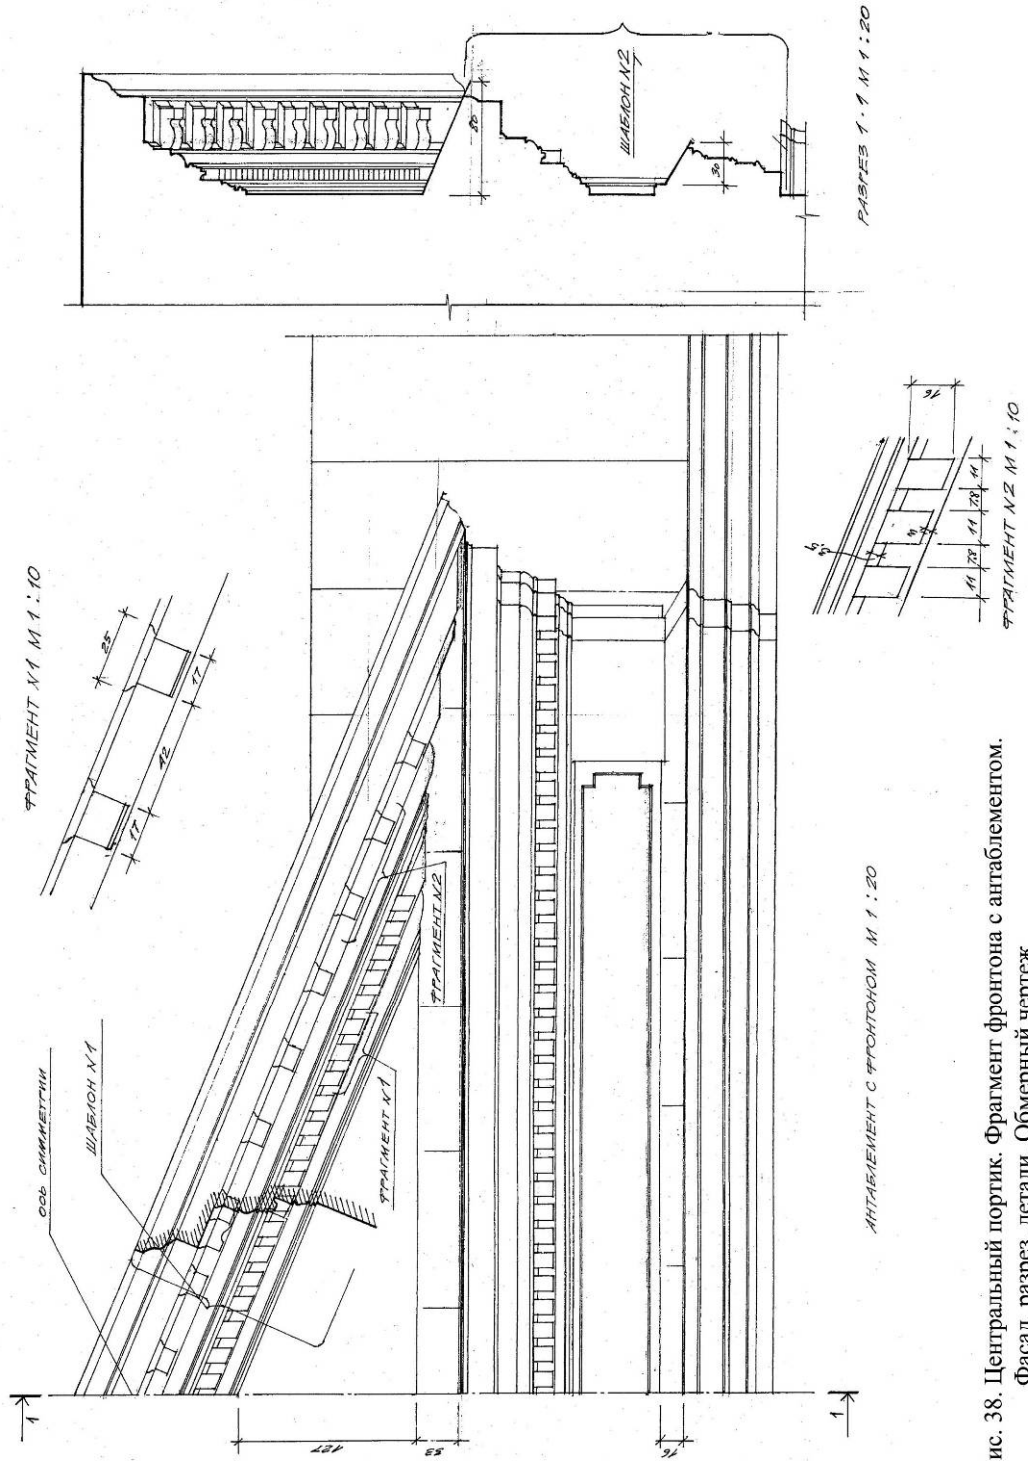 ФРАГМЕНТ N1 М 1:10
17
42
17
25
ОСЬ СИММЕТРИИ
ШАБЛОН N1
ФРАГМЕНТ N1
ФРАГМЕНТ N2
1
1
127
33
16
АНТАБЛЕМЕНТ С ФРОНТОНОМ М 1:20
ШАБЛОН N2
80
30
РАЗРЕЗ 1-1 М 1:20
11
7.8
11
7.8
11
16
3
ФРАГМЕНТ N2 М 1:10
ис. 38. Центральный портик. Фрагмент фронтона с антаблементом.
Фасад, разрез, детали. Обмерный чертеж